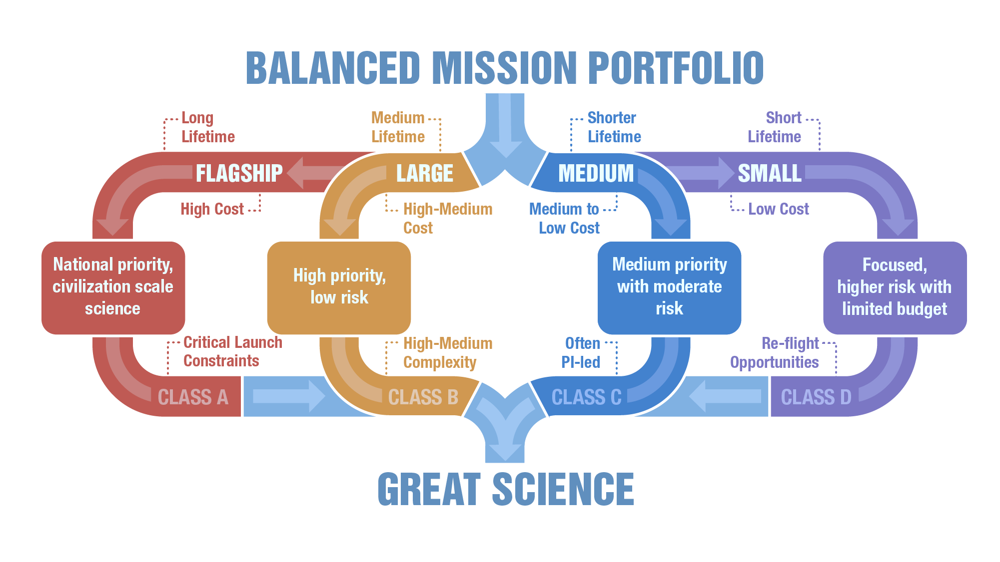 BALANCED MISSION PORTFOLIO
Long
Lifetime
Medium
Lifetime
Shorter
Lifetime
Short
Lifetime
FLAGSHIP
LARGE
MEDIUM
SMALL
High Cost
High-Medium
Cost
Medium to
Low Cost
Low Cost
National priority,
civilization scale
science
High priority,
low risk
Medium priority
with moderate
risk
Focused,
higher risk with
limited budget
Critical Launch
Constraints
High-Medium
Complexity
Often
PI-led
Re-flight
Opportunities
CLASS A
CLASS B
CLASS C
CLASS D
GREAT SCIENCE